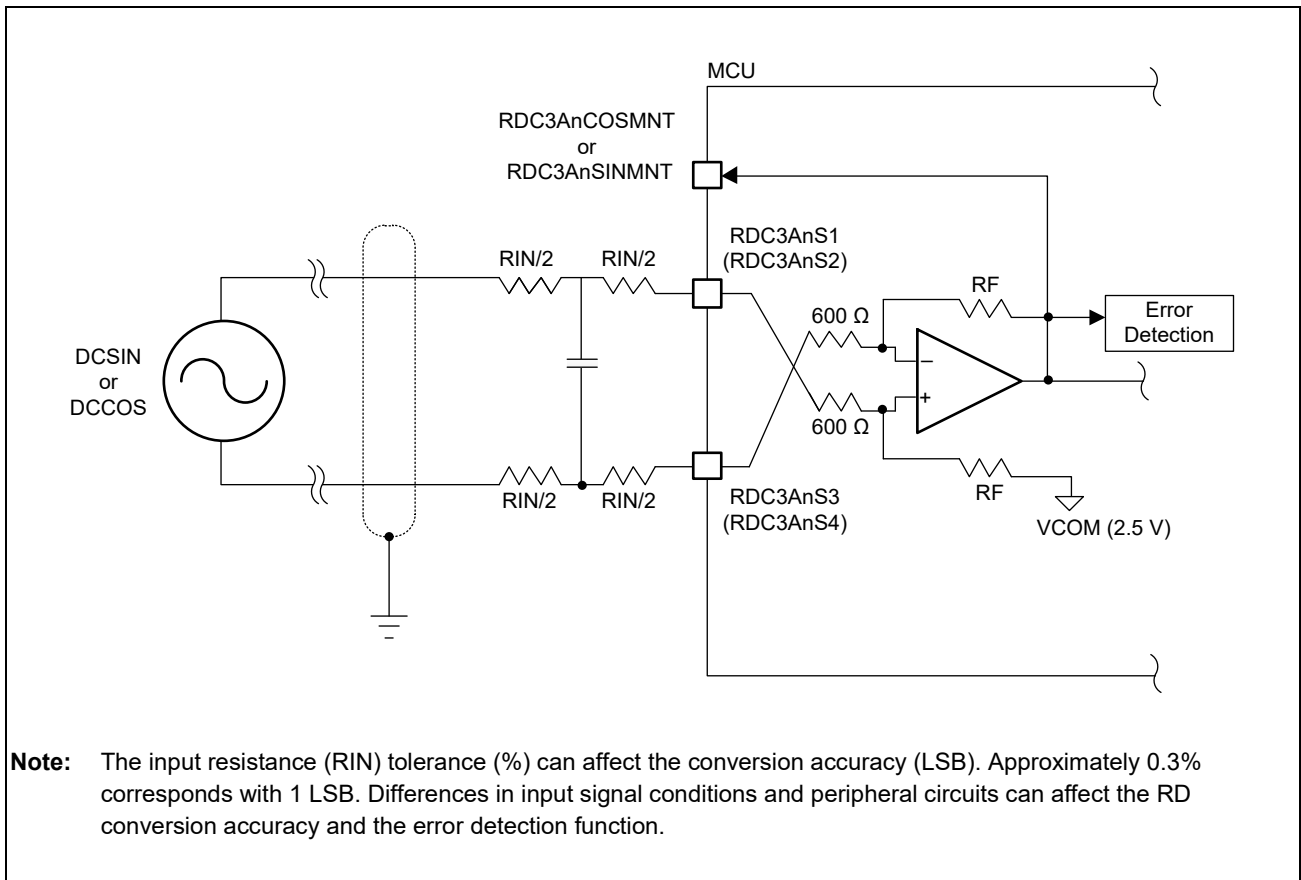 MCU
RDC3AnCOSMNT
or
RDC3AnSINMNT
RDC3AnS1
(RDC3AnS2)
RIN/2
RIN/2
RF
600 Ω
Error
Detection
DCSIN
or
DCCOS
−
+
600 Ω
RIN/2
RIN/2
RDC3AnS3
(RDC3AnS4)
RF
VCOM (2.5 V)
Note: The input resistance (RIN) tolerance (%) can affect the conversion accuracy (LSB). Approximately 0.3%
corresponds with 1 LSB. Differences in input signal conditions and peripheral circuits can affect the RD
conversion accuracy and the error detection function.